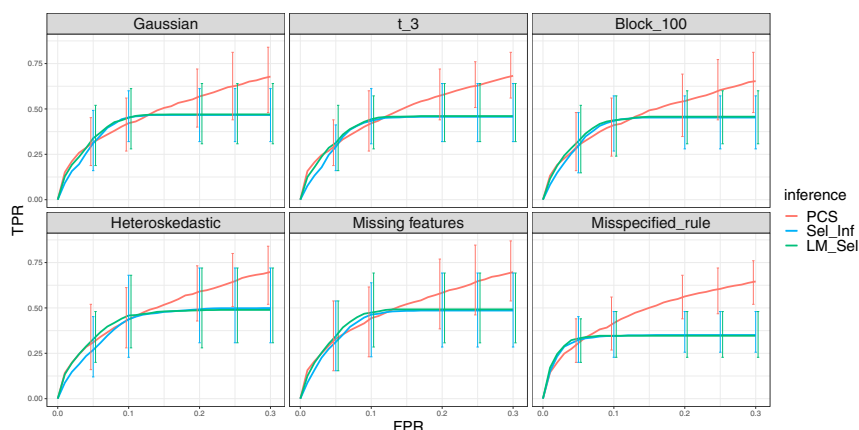 Gaussian
t_3
Block_100
Heteroskedastic
Missing features
Misspecified_rule
TPR
0.75
0.50
0.25
0.00
0.75
0.50
0.25
0.00
0.0
0.1
0.2
0.3
0.0
0.1
0.2
0.3
0.0
0.1
0.2
0.3
FPR
inference
PCS
Sel_Inf
LM_Sel